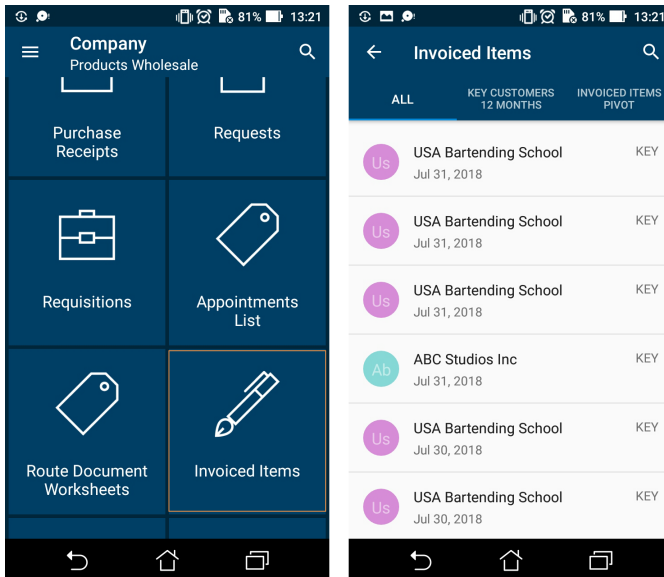 81% 13:21
Company
Products Wholesale
Purchase
Receipts
Requests
Requisitions
Appointments
List
Route Document
Worksheets
Invoiced Items
81% 13:21
Invoiced Items
ALL
KEY CUSTOMERS
12 MONTHS
INVOICED ITEMS
PIVOT
Us
USA Bartending School
KEY
Jul 31, 2018
Us
USA Bartending School
KEY
Jul 31, 2018
Us
USA Bartending School
KEY
Jul 31, 2018
Ab
ABC Studios Inc
KEY
Jul 31, 2018
Us
USA Bartending School
KEY
Jul 30, 2018
Us
USA Bartending School
KEY
Jul 30, 2018